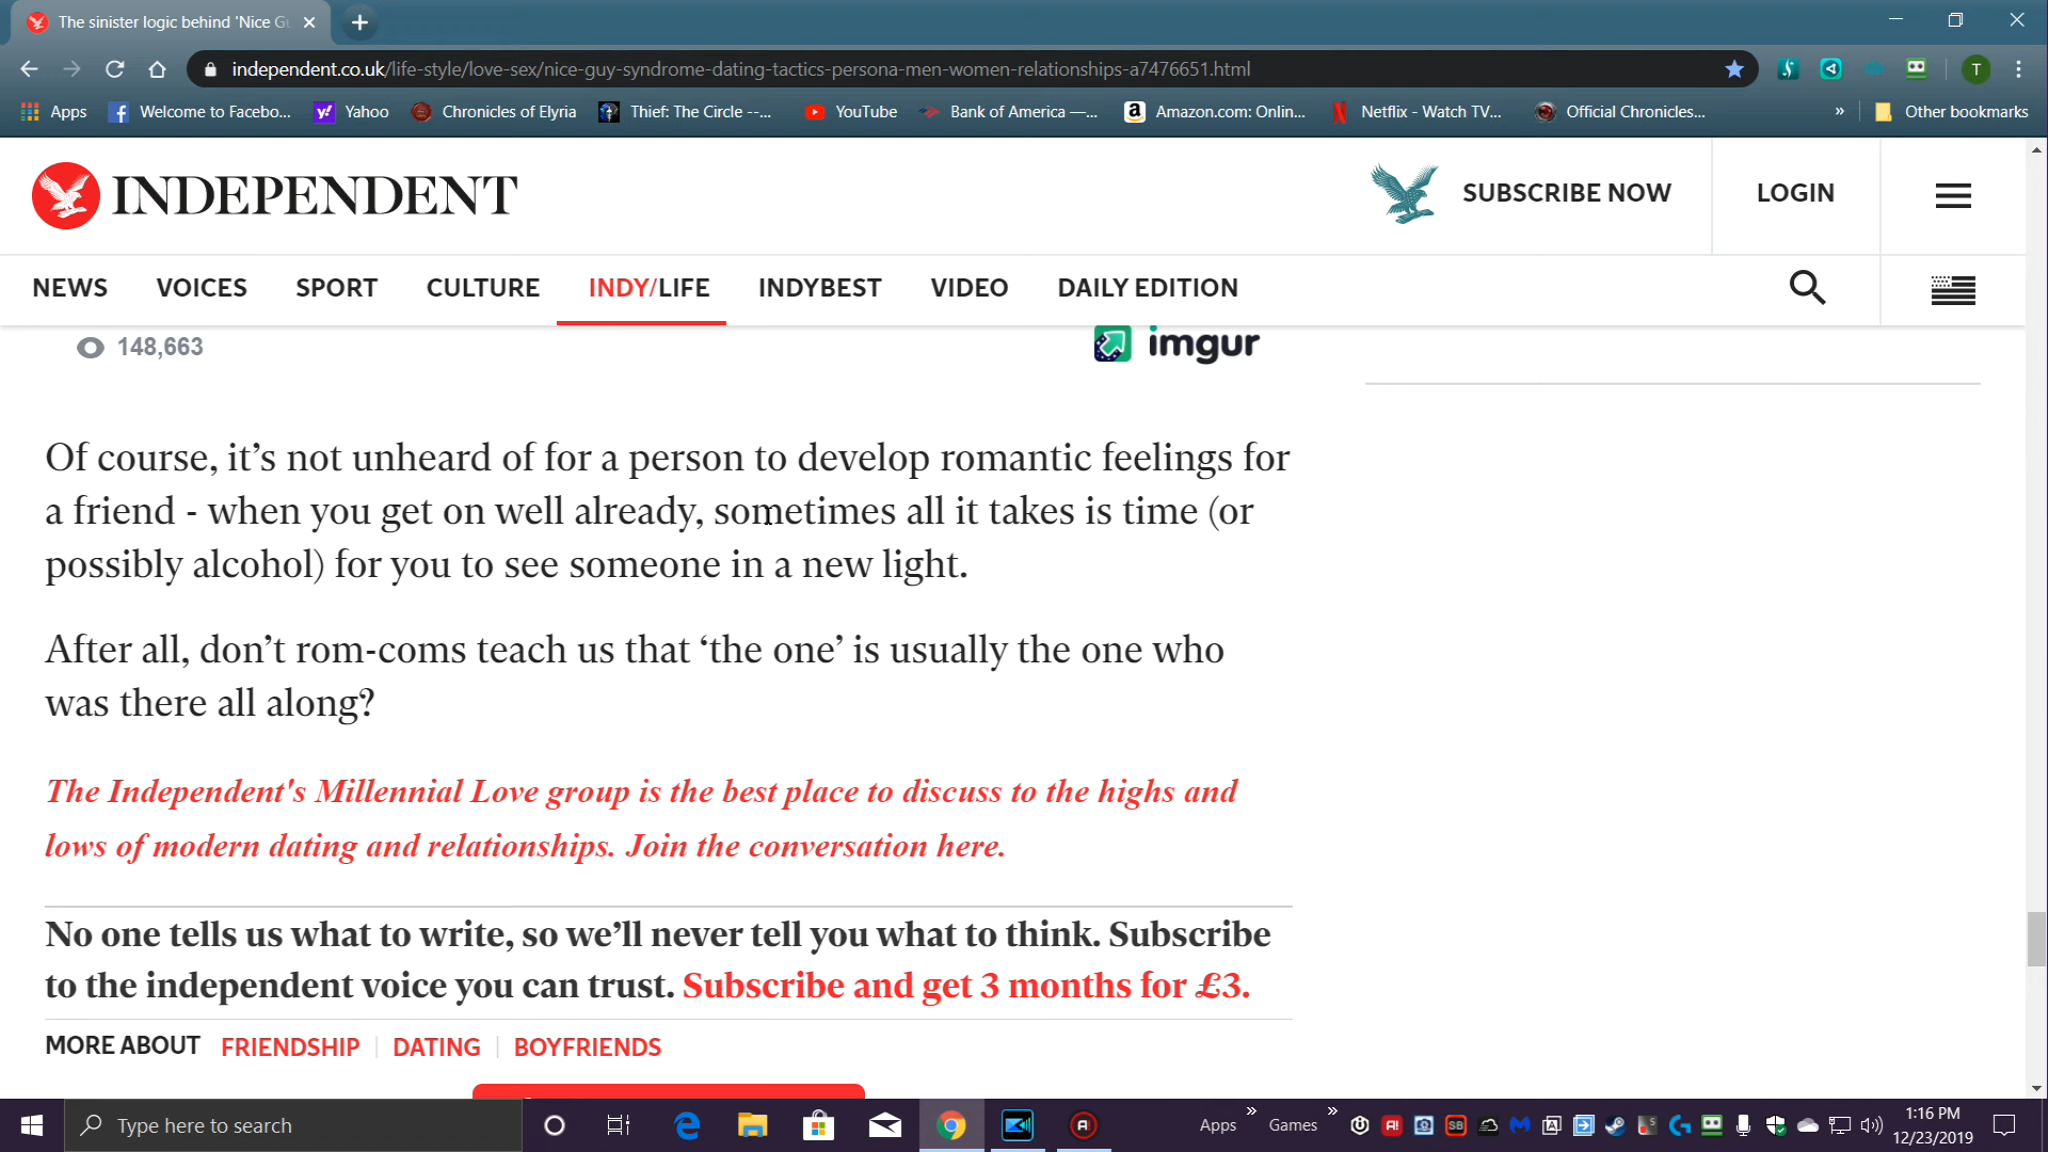 The sinister logic behind 'Nice Gu
independent.co.uk/life-style/love-sex/nice-guy-syndrome-dating-tactics-persona-men-women-relationships-a7476651.html
T
Apps Welcome to Facebo... Yahoo Chronicles of Elyria Thief: The Circle --... YouTube Bank of America —... Amazon.com: Onlin... Netflix - Watch TV... Official Chronicles... » Other bookmarks
INDEPENDENT SUBSCRIBE NOW LOGIN
NEWS VOICES SPORT CULTURE INDY/LIFE INDYBEST VIDEO DAILY EDITION
148,663 imgur
Of course, it's not unheard of for a person to develop romantic feelings for
a friend - when you get on well already, sometimes all it takes is time (or
possibly alcohol) for you to see someone in a new light.
After all, don't rom-coms teach us that ‘the one’ is usually the one who
was there all along?
The Independent's Millennial Love group is the best place to discuss to the highs and
lows of modern dating and relationships. Join the conversation here.
No one tells us what to write, so we’ll never tell you what to think. Subscribe
to the independent voice you can trust. Subscribe and get 3 months for £3.
MORE ABOUT FRIENDSHIP | DATING | BOYFRIENDS
Type here to search Apps » Games » 1:16 PM
12/23/2019